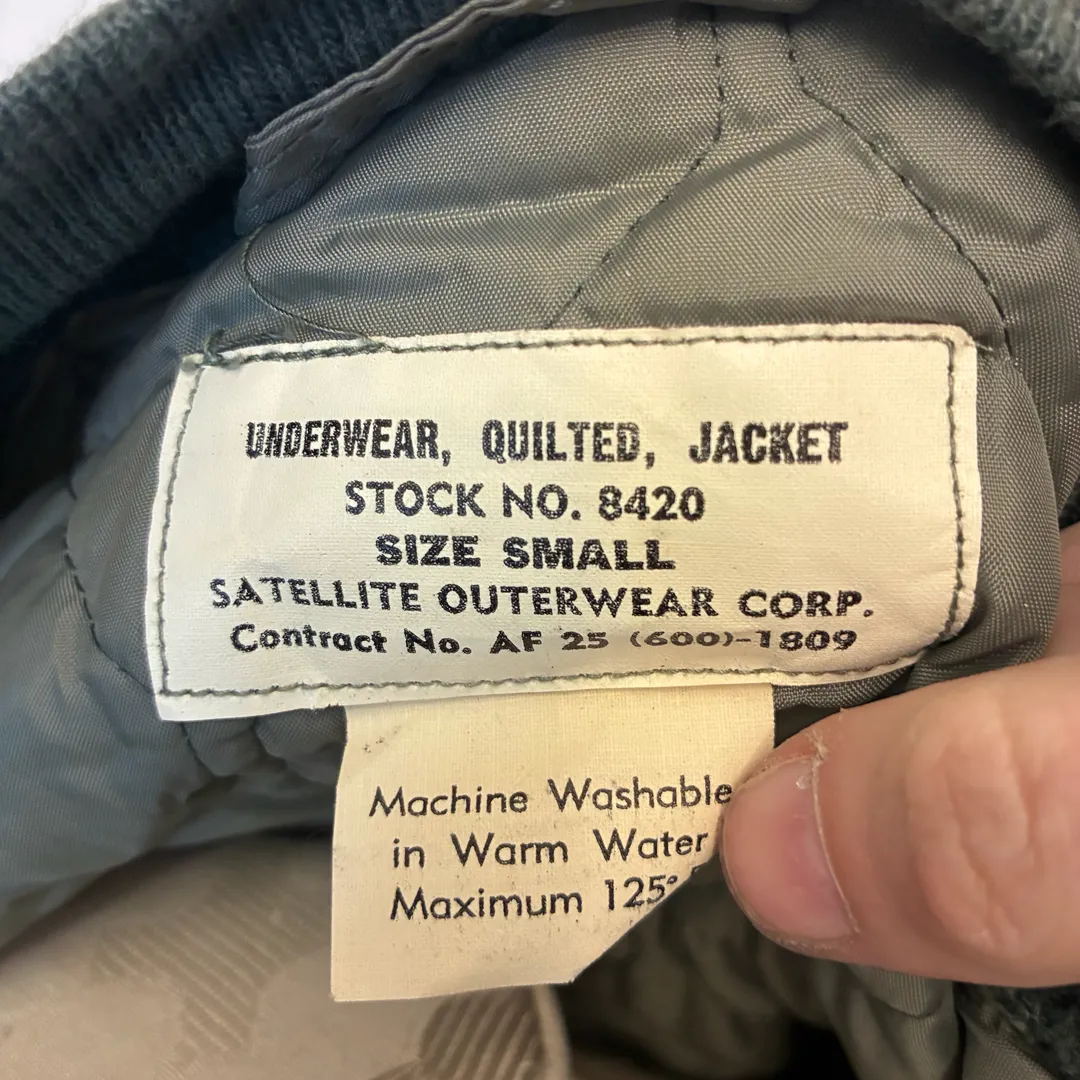 UNDERWEAR, QUILTED, JACKET
STOCK NO. 8420
SIZE SMALL
SATELLITE OUTERWEAR CORP.
Contract No. AF 25 (600)-1809
Machine Washable
in Warm Water
Maximum 125°